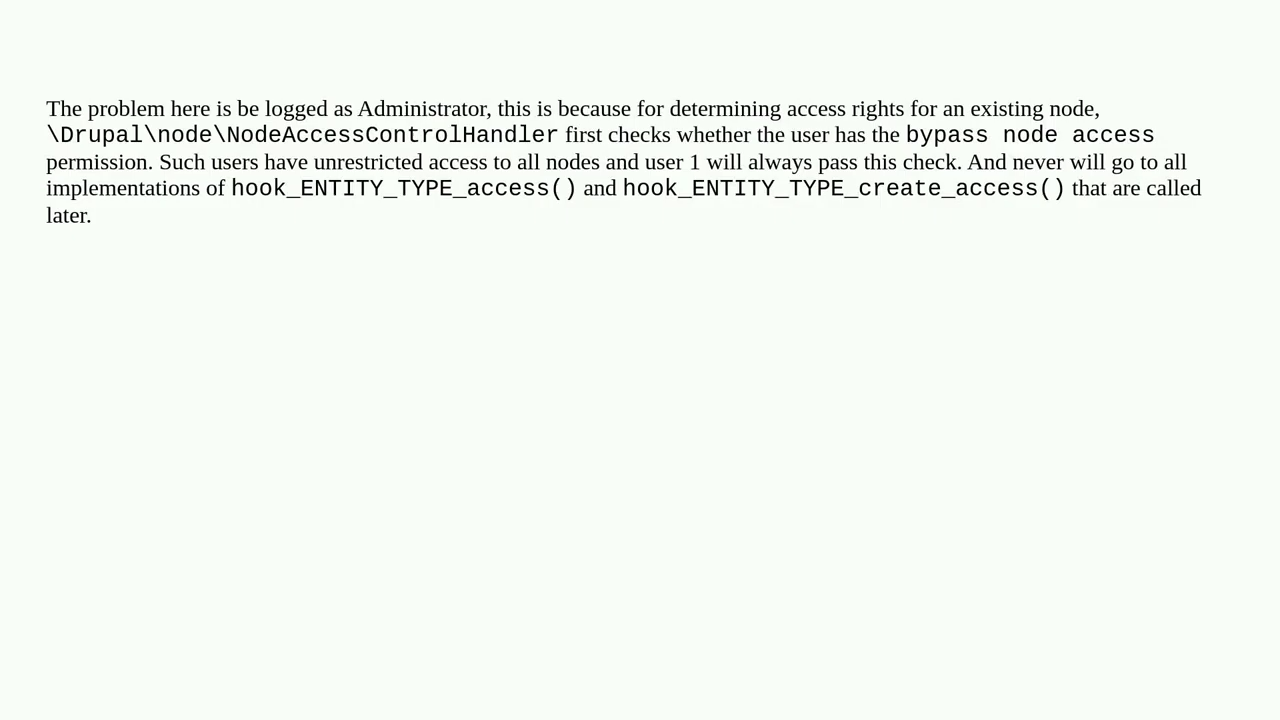 The problem here is be logged as Administrator, this is because for determining access rights for an existing node,
\Drupal\node\NodeAccessControlHandler first checks whether the user has the bypass node access
permission. Such users have unrestricted access to all nodes and user 1 will always pass this check. And never will go to all
implementations of hook_ENTITY_TYPE_access() and hook_ENTITY_TYPE_create_access() that are called
later.